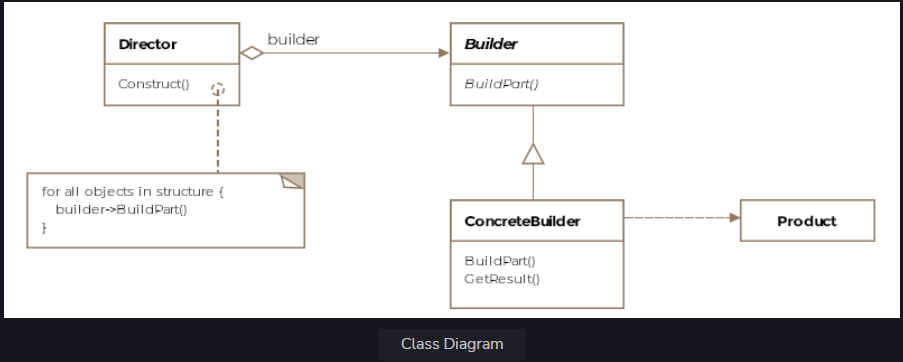 Director
builder
Builder
Construct()
BuildPart()
for all objects in structure {
builder->BuildPart()
}
ConcreteBuilder
Product
BuildPart()
GetResult()
Class Diagram